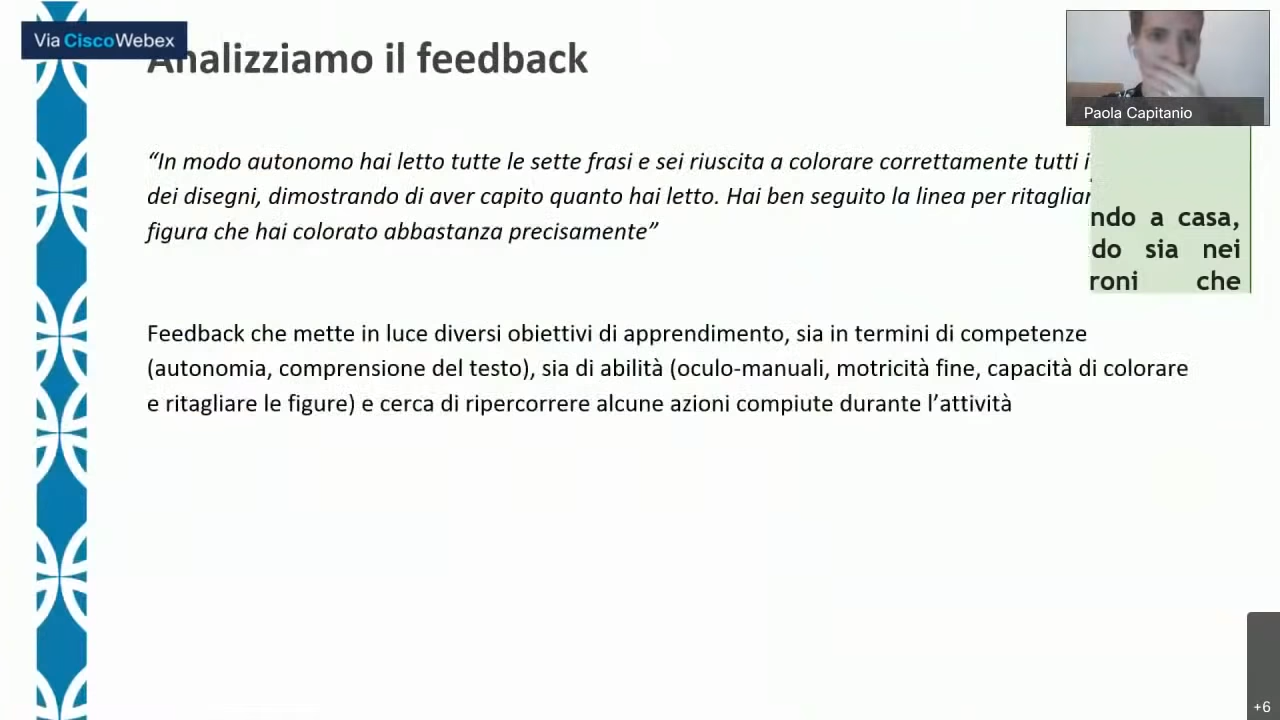 Via CiscoWebex
Analizziamo il feedback
Paola Capitanio
“In modo autonomo hai letto tutte le sette frasi e sei riuscita a colorare correttamente tutti i
dei disegni, dimostrando di aver capito quanto hai letto. Hai ben seguito la linea per ritagliar
figura che hai colorato abbastanza precisamente”
ndo a casa,
do sia nei
roni che
Feedback che mette in luce diversi obiettivi di apprendimento, sia in termini di competenze
(autonomia, comprensione del testo), sia di abilità (oculo-manuali, motricità fine, capacità di colorare
e ritagliare le figure) e cerca di ripercorrere alcune azioni compiute durante l’attività
+6